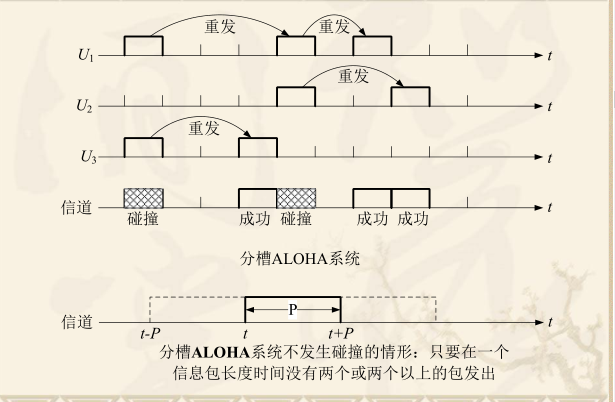 重发 重发
U1 t
重发
U2 t
重发
U3 t
信道 t
碰撞 成功 碰撞 成功 成功
分槽ALOHA系统
P
信道 t
t-P t t+P
分槽ALOHA系统不发生碰撞的情形：只要在一个
信息包长度时间没有两个或两个以上的包发出